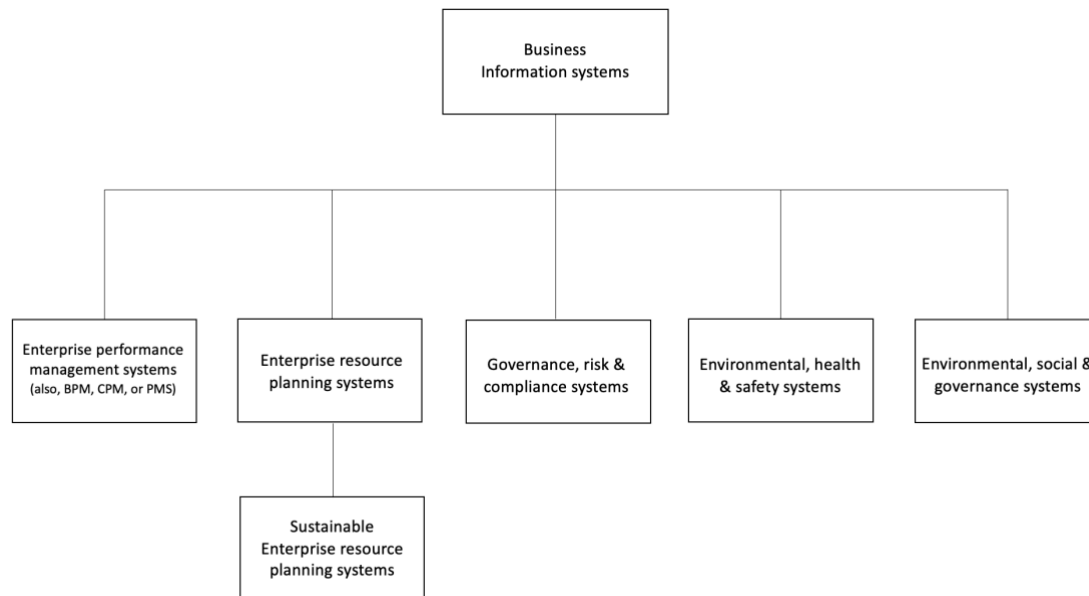 Business
Information systems
Enterprise performance
management systems
(also, BPM, CPM, or PMS)
Enterprise resource
planning systems
Governance, risk &
compliance systems
Environmental, health
& safety systems
Environmental, social &
governance systems
Sustainable
Enterprise resource
planning systems